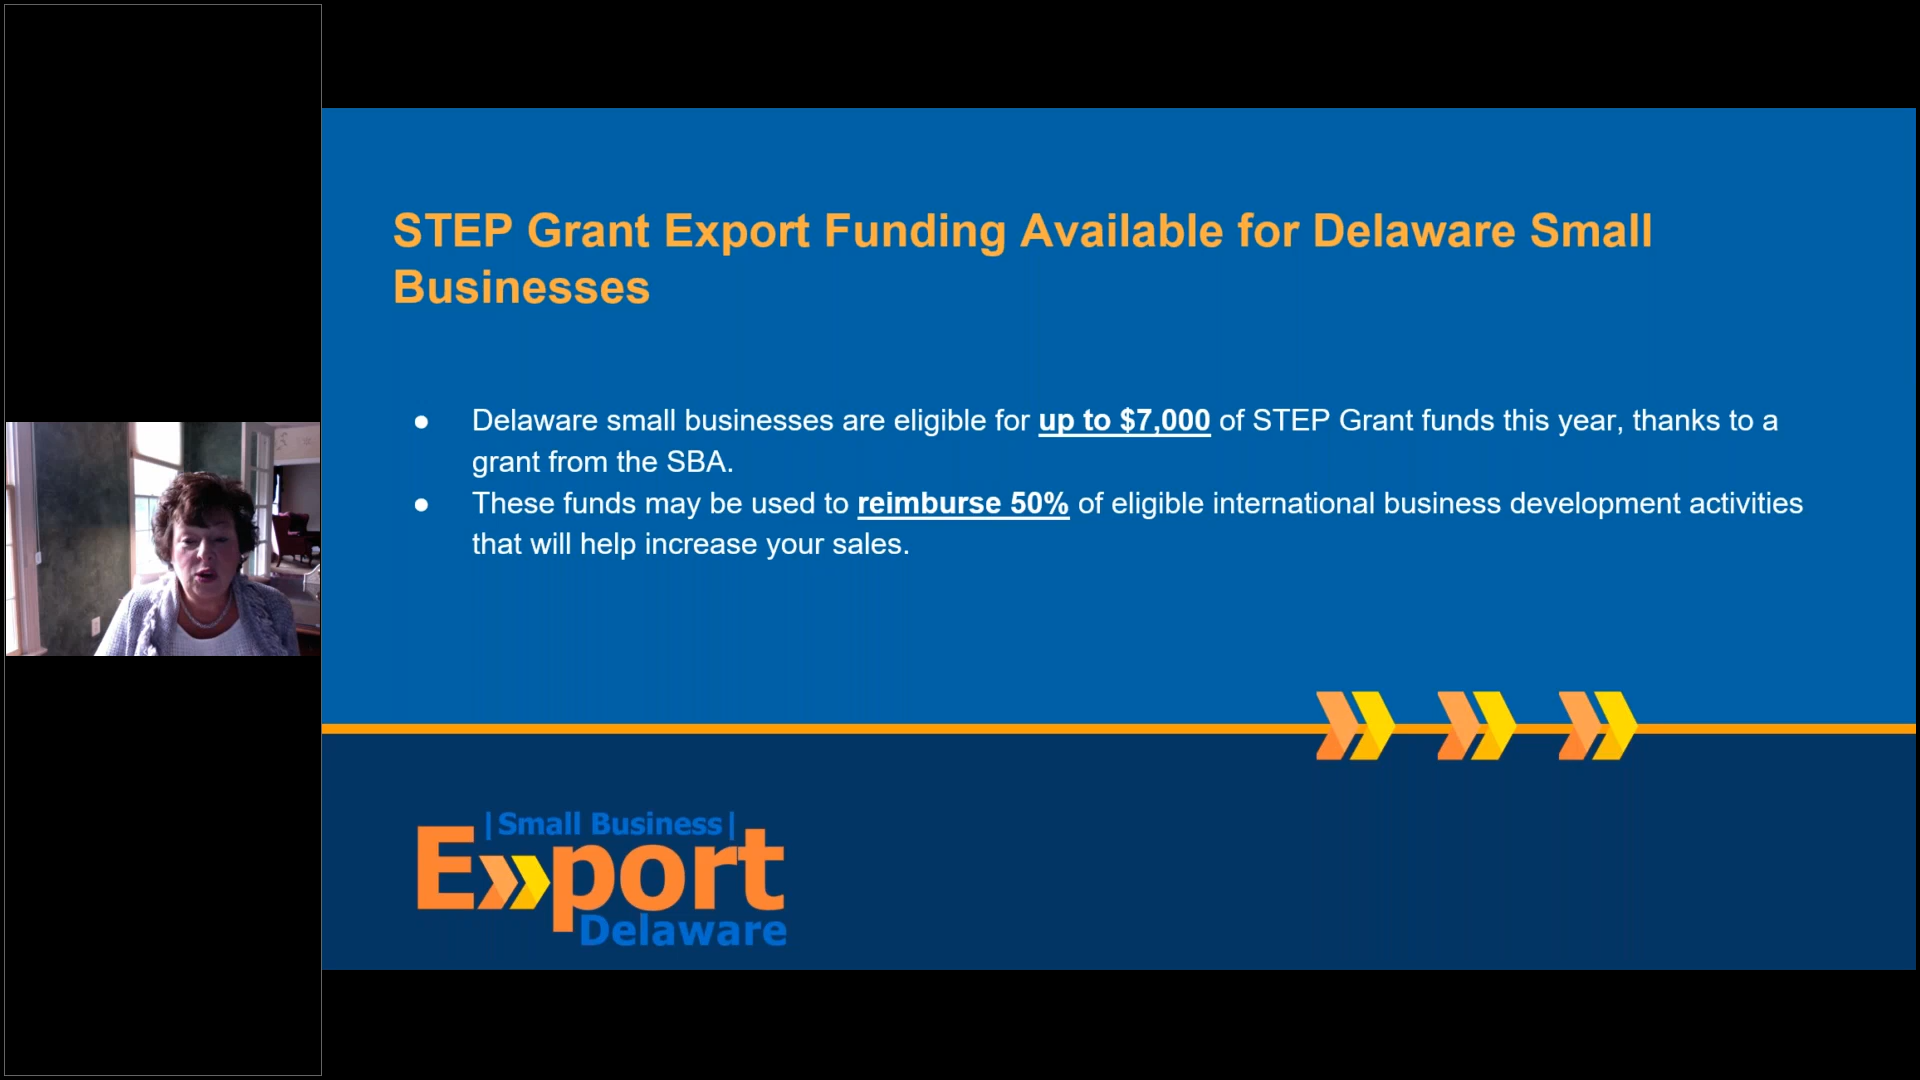 STEP Grant Export Funding Available for Delaware Small
Businesses
● Delaware small businesses are eligible for up to $7,000 of STEP Grant funds this year, thanks to a
grant from the SBA.
● These funds may be used to reimburse 50% of eligible international business development activities
that will help increase your sales.
|Small Business|
Export
Delaware